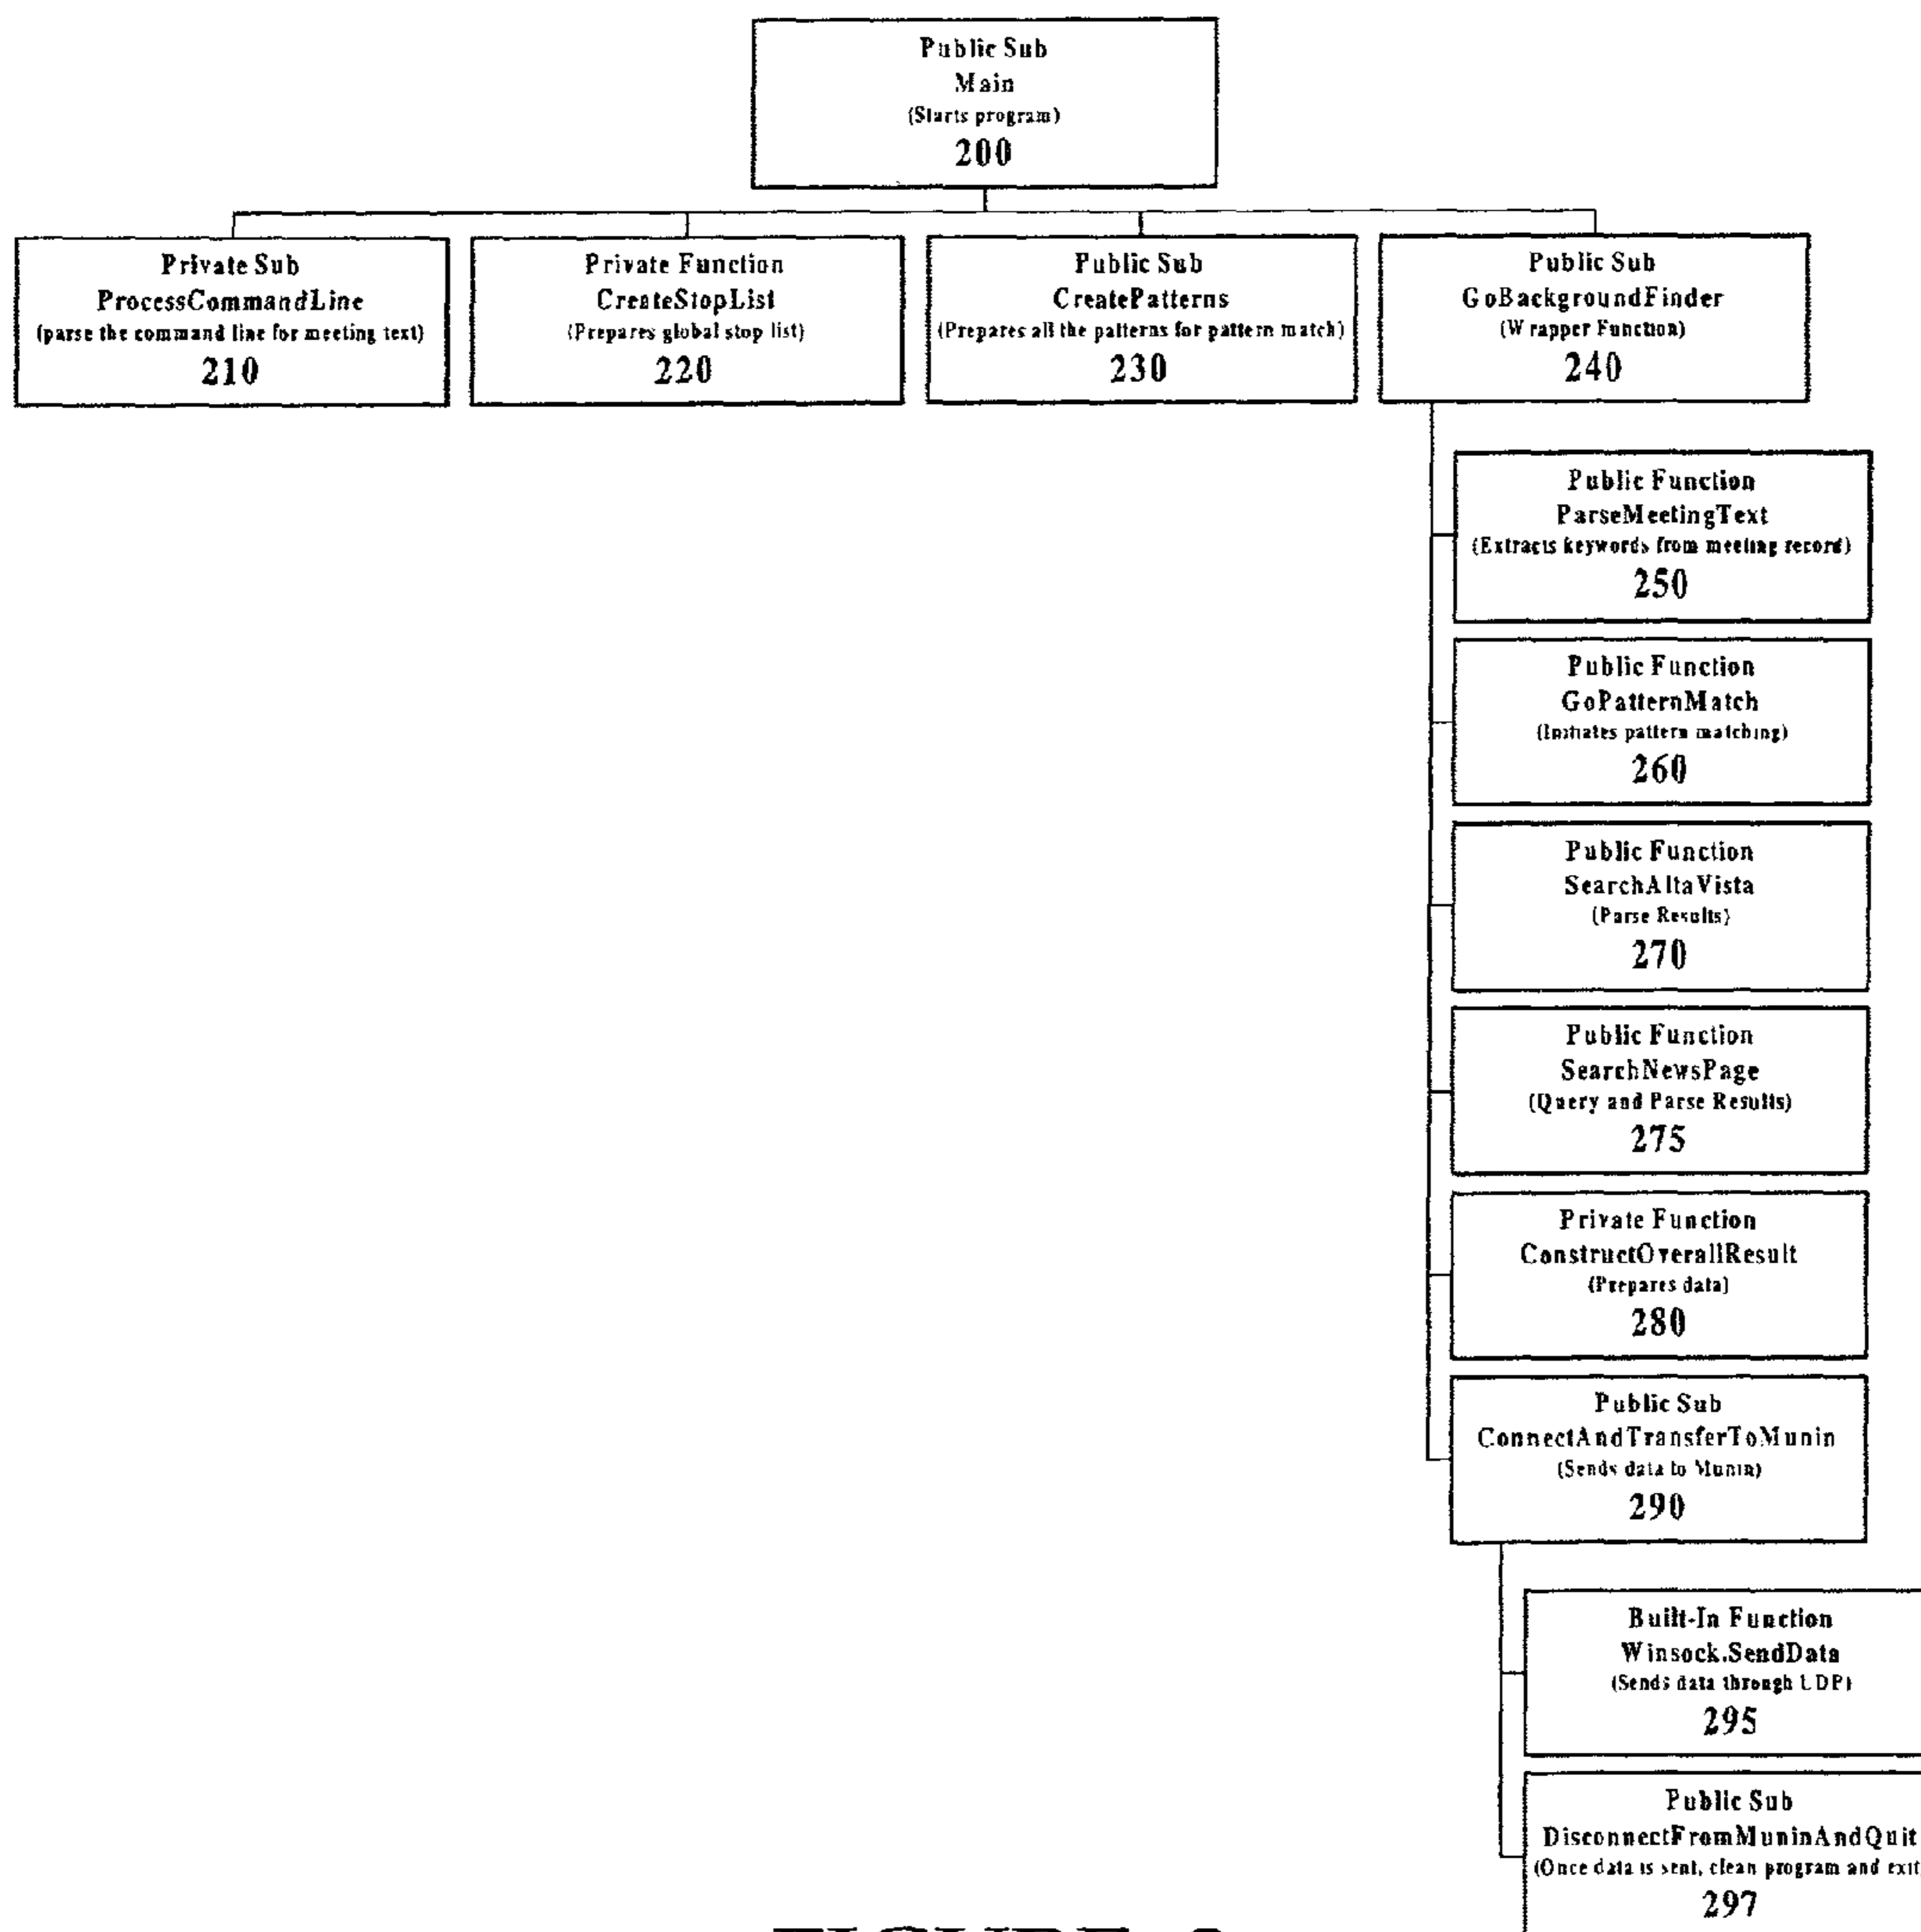 Public Sub
Main
(Starts program)
200
Private Sub
ProcessCommandLine
(parse the command line for meeting text)
210
Private Function
CreateStopList
(Prepares global stop list)
220
Public Sub
CreatePatterns
(Prepares all the patterns for pattern match)
230
Public Sub
GoBackgroundFinder
(Wrapper Function)
240
Public Function
ParseMeetingText
(Extracts keywords from meeting record)
250
Public Function
GoPatternMatch
(Initiates pattern matching)
260
Public Function
SearchAltaVista
(Parse Results)
270
Public Function
SearchNewsPage
(Query and Parse Results)
275
Private Function
ConstructOverallResult
(Prepares data)
280
Public Sub
ConnectAndTransferToMunin
(Sends data to Munin)
290
Built-In Function
Winsock.SendData
(Sends data through UDP)
295
Public Sub
DisconnectFromMuninAndQuit
(Once data is sent, clean program and exit
297
FIGURE